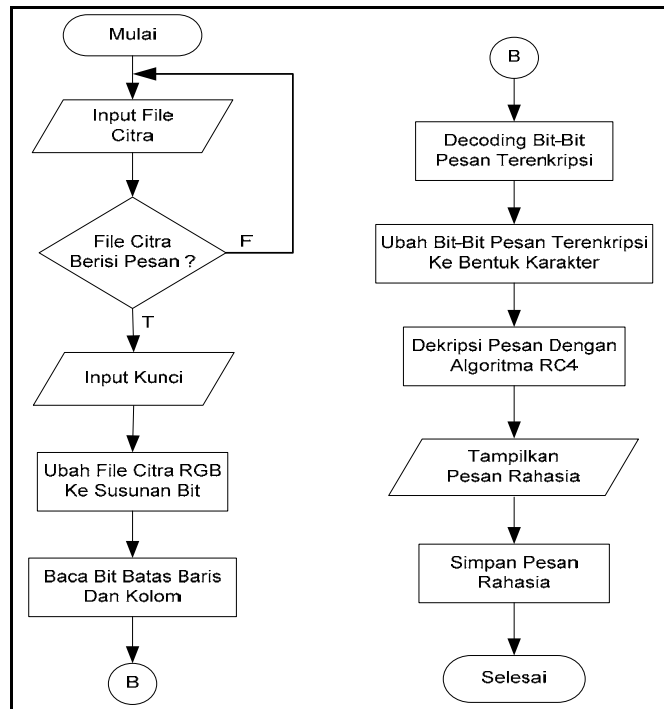 Mulai
Input File
Citra
File Citra
Berisi Pesan ?
F
T
Input Kunci
Ubah File Citra RGB
Ke Susunan Bit
Baca Bit Batas Baris
Dan Kolom
B
B
Decoding Bit-Bit
Pesan Terenkripsi
Ubah Bit-Bit Pesan Terenkripsi
Ke Bentuk Karakter
Dekripsi Pesan Dengan
Algoritma RC4
Tampilkan
Pesan Rahasia
Simpan Pesan
Rahasia
Selesai